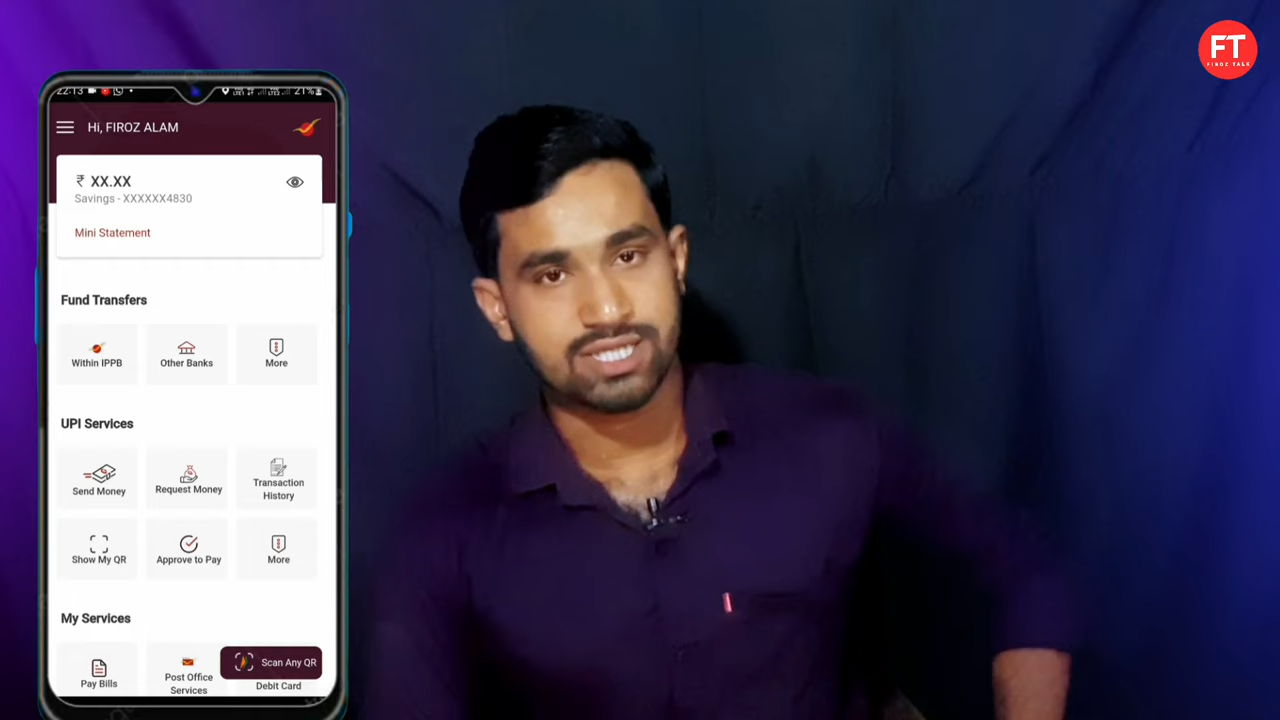 FT
FIROZ TALK
22:13
21%
Hi, FIROZ ALAM
₹ XX.XX
Savings - XXXXXX4830
Mini Statement
Fund Transfers
Within IPPB
Other Banks
More
UPI Services
Send Money
Request Money
Transaction
History
Show My QR
Approve to Pay
More
My Services
Pay Bills
Post Office
Services
Scan Any QR
Debit Card